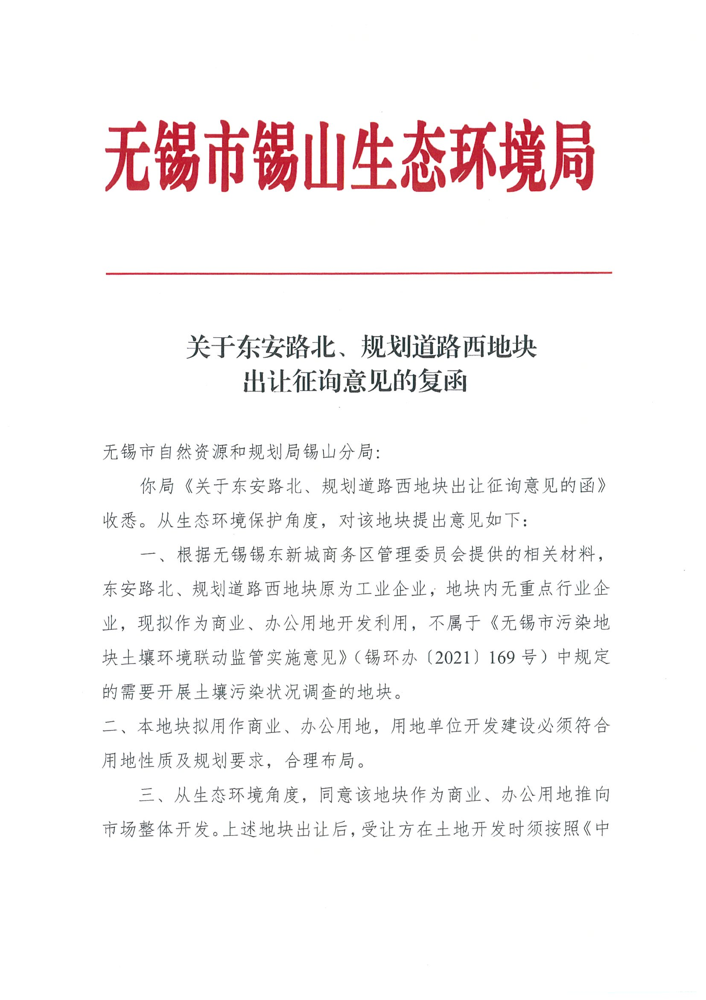 无锡市锡山生态环境局
关于东安路北、规划道路西地块
出让征询意见的复函
无锡市自然资源和规划局锡山分局：
你局《关于东安路北、规划道路西地块出让征询意见的函》
收悉。从生态环境保护角度，对该地块提出意见如下：
一、根据无锡锡东新城商务区管理委员会提供的相关材料，
东安路北、规划道路西地块原为工业企业，地块内无重点行业企
业，现拟作为商业、办公用地开发利用，不属于《无锡市污染地
块土壤环境联动监管实施意见》（锡环办〔2021〕169 号）中规定
的需要开展土壤污染状况调查的地块。
二、本地块拟用作商业、办公用地，用地单位开发建设必须符合
用地性质及规划要求，合理布局。
三、从生态环境角度，同意该地块作为商业、办公用地推向
市场整体开发。上述地块出让后，受让方在土地开发时须按照《中